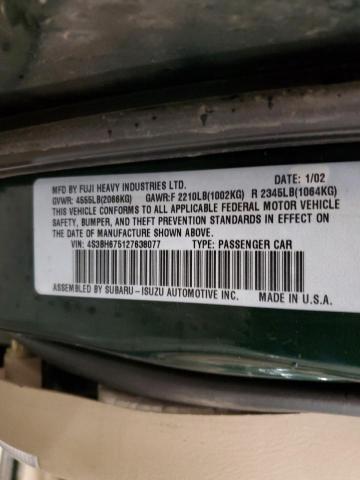 MFD BY FUJI HEAVY INDUSTRIES LTD. DATE: 1/02
GVWR: 4555LB(2066KG) GAWR:F 2210LB(1002KG) R 2345LB(1064KG)
THIS VEHICLE CONFORMS TO ALL APPLICABLE FEDERAL MOTOR VEHICLE
SAFETY, BUMPER, AND THEFT PREVENTION STANDARDS IN EFFECT ON
THE DATE OF MANUFACTURE SHOWN ABOVE.
VIN: 4S3BH675127638077 TYPE: PASSENGER CAR
ASSEMBLED BY SUBARU-ISUZU AUTOMOTIVE INC. MADE IN U.S.A.